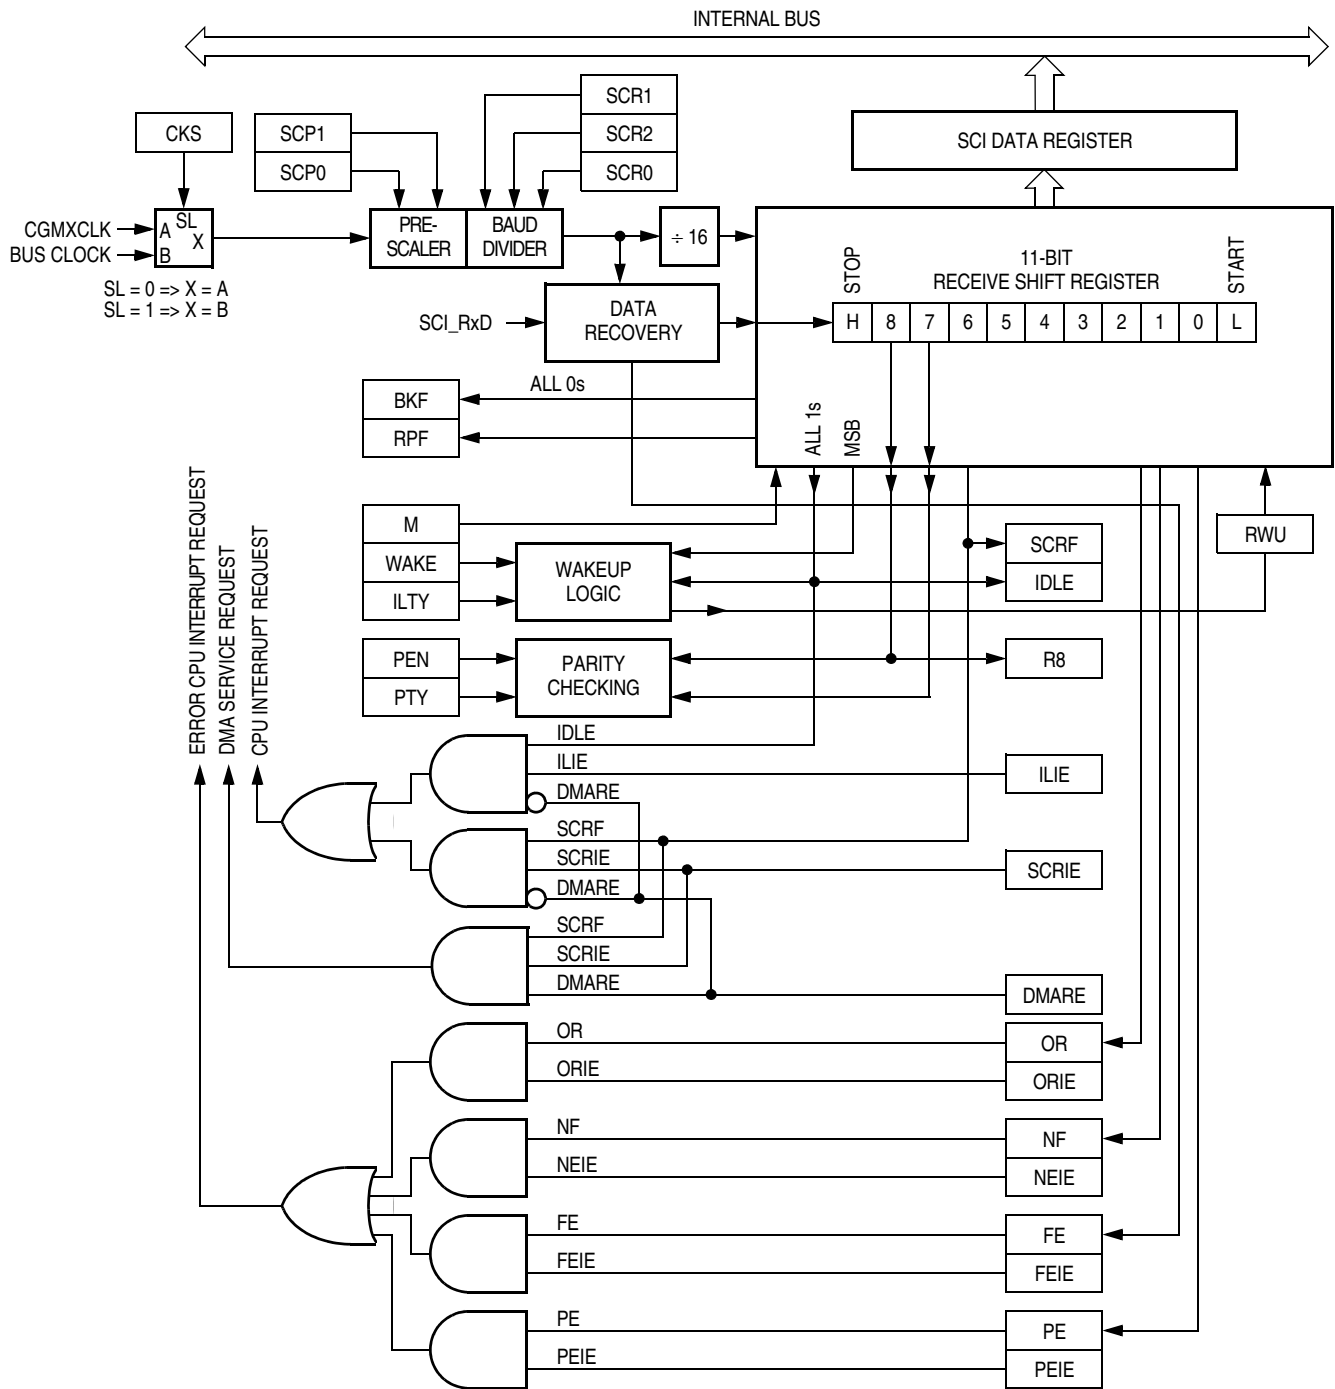 INTERNAL BUS
SCR1
SCR2
SCR0
CKS
SCP1
SCP0
SCI DATA REGISTER
CGMXCLK
BUS CLOCK
A
B
SL
X
SL = 0 => X = A
SL = 1 => X = B
PRE-
SCALER
BAUD
DIVIDER
÷ 16
STOP
11-BIT
RECEIVE SHIFT REGISTER
START
SCI_RxD
DATA
RECOVERY
H 8 7 6 5 4 3 2 1 0 L
ALL 0s
BKF
RPF
ALL 1s
MSB
ERROR CPU INTERRUPT REQUEST
DMA SERVICE REQUEST
CPU INTERRUPT REQUEST
M
WAKE
ILTY
WAKEUP
LOGIC
SCRF
IDLE
RWU
PEN
PTY
PARITY
CHECKING
R8
IDLE
ILIE
DMARE
ILIE
SCRF
SCRIE
DMARE
SCRIE
SCRF
SCRIE
DMARE
DMARE
OR
ORIE
OR
ORIE
NF
NEIE
NF
NEIE
FE
FEIE
FE
FEIE
PE
PEIE
PE
PEIE